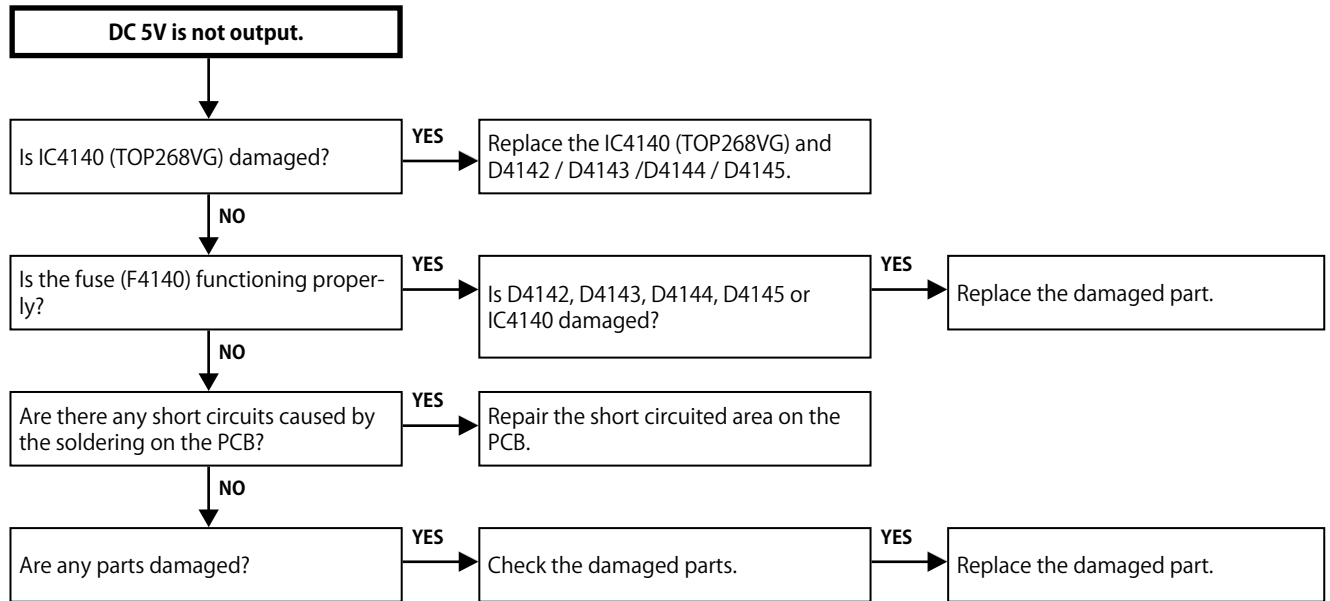 DC 5V is not output.
Is IC4140 (TOP268VG) damaged?
YES
Replace the IC4140 (TOP268VG) and
D4142 / D4143 /D4144 / D4145.
NO
Is the fuse (F4140) functioning proper-
ly?
YES
Is D4142, D4143, D4144, D4145 or
IC4140 damaged?
YES
Replace the damaged part.
NO
Are there any short circuits caused by
the soldering on the PCB?
YES
Repair the short circuited area on the
PCB.
NO
Are any parts damaged?
YES
Check the damaged parts.
YES
Replace the damaged part.